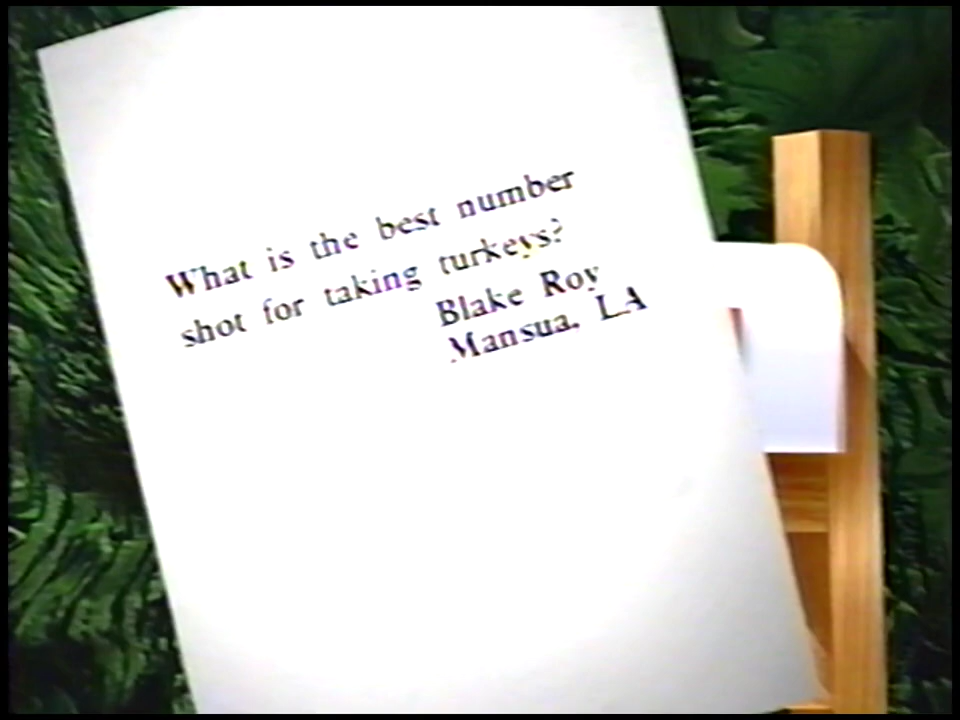 What is the best number
shot for taking turkeys?
Blake Roy
Mansua, LA